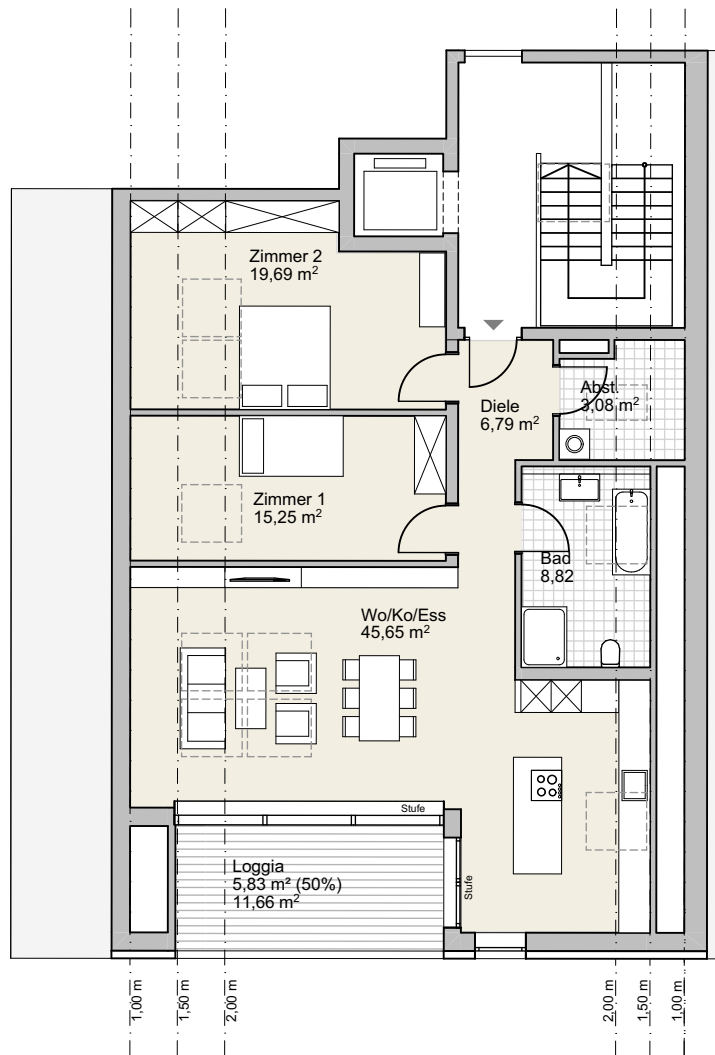 Zimmer 2
19,69 m²
Diele
6,79 m²
Abst.
3,08 m²
Zimmer 1
15,25 m²
Bad
8,82
Wo/Ko/Ess
45,65 m²
Stufe
Loggia
5,83 m² (50%)
11,66 m²
Stufe
1,00 m
1,50 m
2,00 m
2,00 m
1,50 m
1,00 m